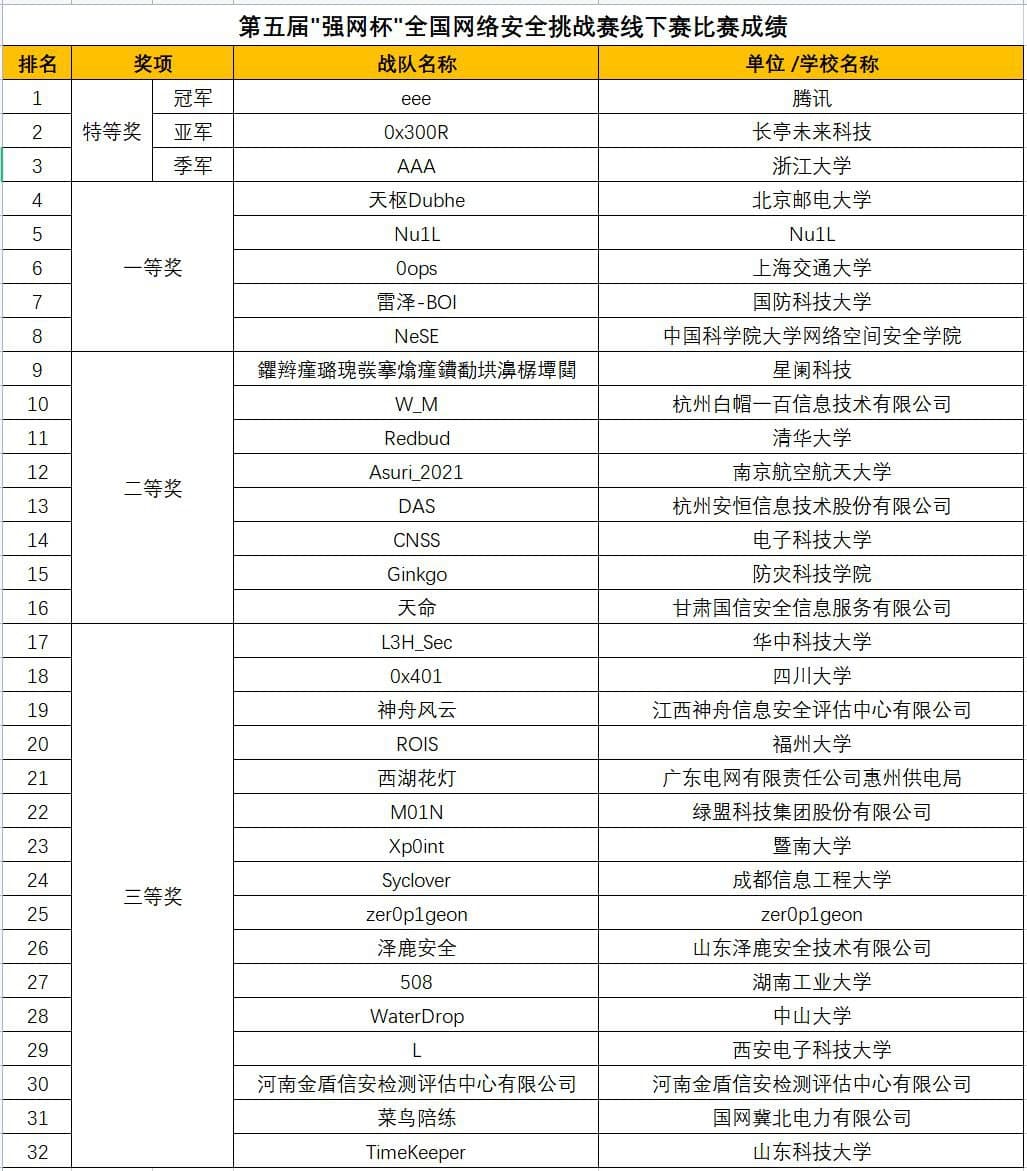 第五届"强网杯"全国网络安全挑战赛线下赛比赛成绩
排名 奖项 战队名称 单位 /学校名称
1 特等奖 冠军 eee 腾讯
2 亚军 0x300R 长亭未来科技
3 季军 AAA 浙江大学
4 一等奖 天枢Dubhe 北京邮电大学
5 Nu1L Nu1L
6 0ops 上海交通大学
7 雷泽-BOI 国防科技大学
8 NeSE 中国科学院大学网络空间安全学院
9 二等奖 星阑科技
10 W_M 杭州白帽一百信息技术有限公司
11 Redbud 清华大学
12 Asuri_2021 南京航空航天大学
13 DAS 杭州安恒信息技术股份有限公司
14 CNSS 电子科技大学
15 Ginkgo 防灾科技学院
16 天命 甘肃国信安全信息服务有限公司
17 三等奖 L3H_Sec 华中科技大学
18 0x401 四川大学
19 神舟风云 江西神舟信息安全评估中心有限公司
20 ROIS 福州大学
21 西湖花灯 广东电网有限责任公司惠州供电局
22 M01N 绿盟科技集团股份有限公司
23 Xp0int 暨南大学
24 Syclover 成都信息工程大学
25 zer0p1geon zer0p1geon
26 泽鹿安全 山东泽鹿安全技术有限公司
27 508 湖南工业大学
28 WaterDrop 中山大学
29 L 西安电子科技大学
30 河南金盾信安检测评估中心有限公司 河南金盾信安检测评估中心有限公司
31 菜鸟陪练 国网冀北电力有限公司
32 TimeKeeper 山东科技大学